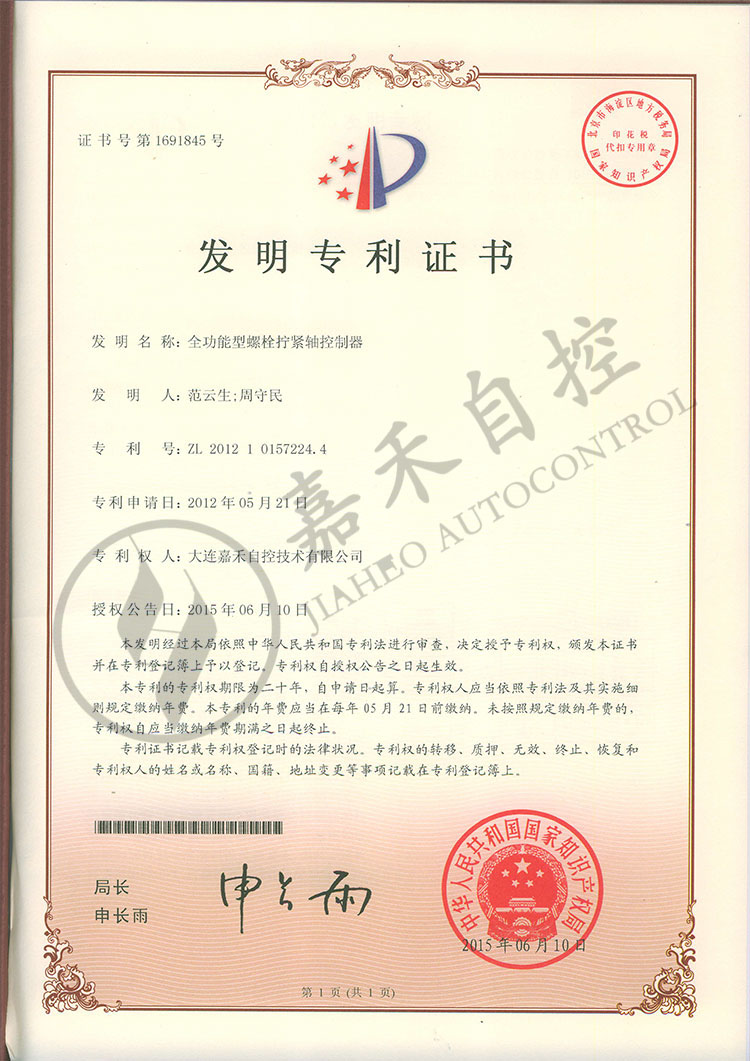 证书号第1691845号
北京市海淀区地方税务局
印花税
代扣专用章
国家知识产权局
发明专利证书
发明名称:全功能型螺栓拧紧轴控制器
发明人:范云生;周守民
专利号:ZL 2012 1 0157224.4
专利申请日:2012年05月21日
专利权人:大连嘉禾自控技术有限公司
授权公告日:2015年06月10日
嘉禾自控
JIAHEO AUTOCONTROL
本发明经过本局依照中华人民共和国专利法进行审查,决定授予专利权,颁发本证书
并在专利登记簿上予以登记。专利权自授权公告之日起生效。
本专利的专利权期限为二十年,自申请日起算。专利权人应当依照专利法及其实施细
则规定缴纳年费。本专利的年费应当在每年05月21日前缴纳。未按照规定缴纳年费的,
专利权自应当缴纳年费期满之日起终止。
专利证书记载专利权登记时的法律状况。专利权的转移、质押、无效、终止、恢复和
专利权人的姓名或名称、国籍、地址变更等事项记载在专利登记簿上。
局长
申长雨
申长雨
中华人民共和国国家知识产权局
2015年06月10日
第1页(共1页)